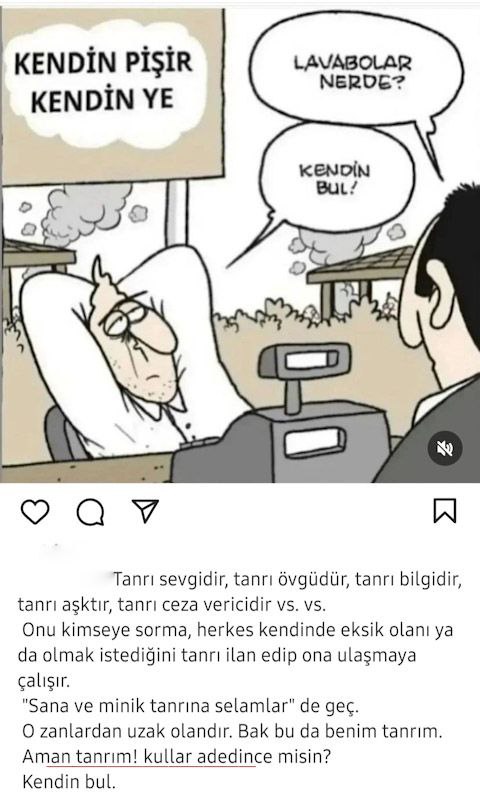 KENDİN PİŞİR
KENDİN YE
LAVABOLAR
NERDE?
KENDİN
BUL!
Tanrı sevgidir, tanrı övgüdür, tanrı bilgidir,
tanrı aşktır, tanrı ceza vericidir vs. vs.
Onu kimseye sorma, herkes kendinde eksik olanı ya
da olmak istediğini tanrı ilan edip ona ulaşmaya
çalışır.
"Sana ve minik tanrına selamlar" de geç.
O zanlardan uzak olandır. Bak bu da benim tanrım.
Aman tanrım! kullar adedince misin?
Kendin bul.